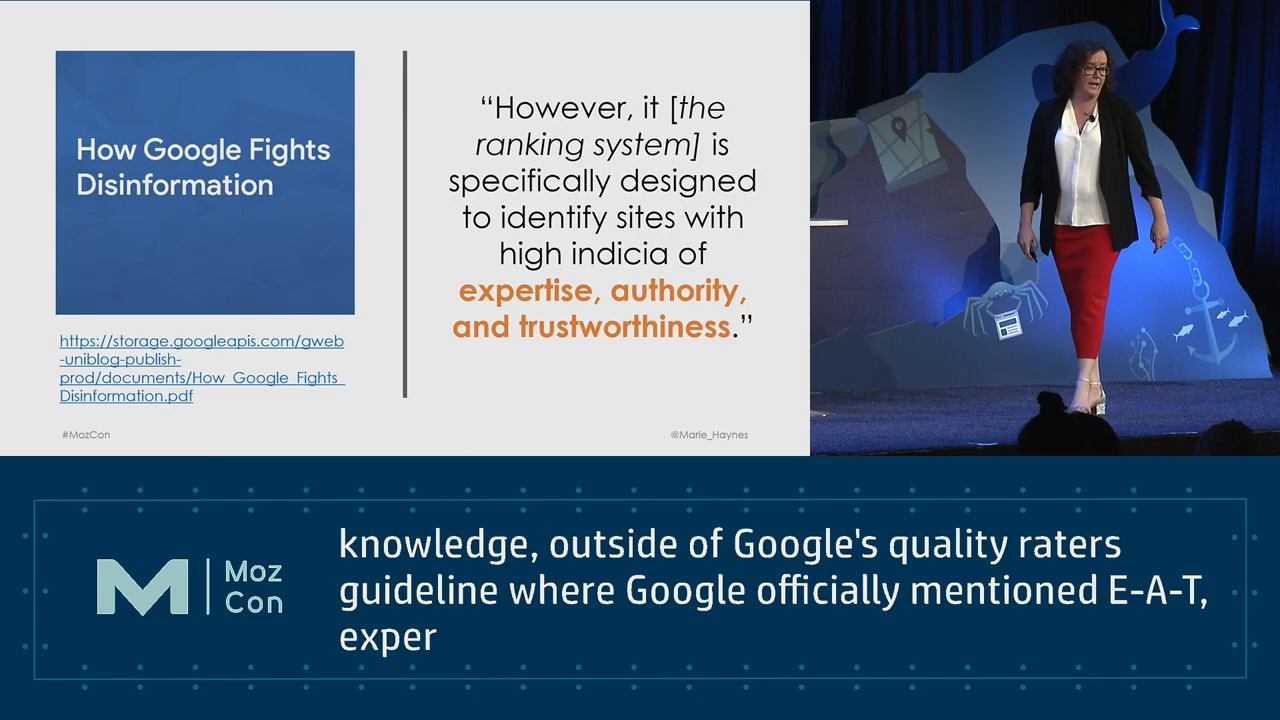 How Google Fights
Disinformation
https://storage.googleapis.com/gweb
-uniblog-publish-
prod/documents/How_Google_Fights_
Disinformation.pdf
“However, it [the
ranking system] is
specifically designed
to identify sites with
high indicia of
expertise, authority,
and trustworthiness.”
#MozCon
@Marie_Haynes
Moz
Con
knowledge, outside of Google's quality raters
guideline where Google officially mentioned E-A-T,
exper